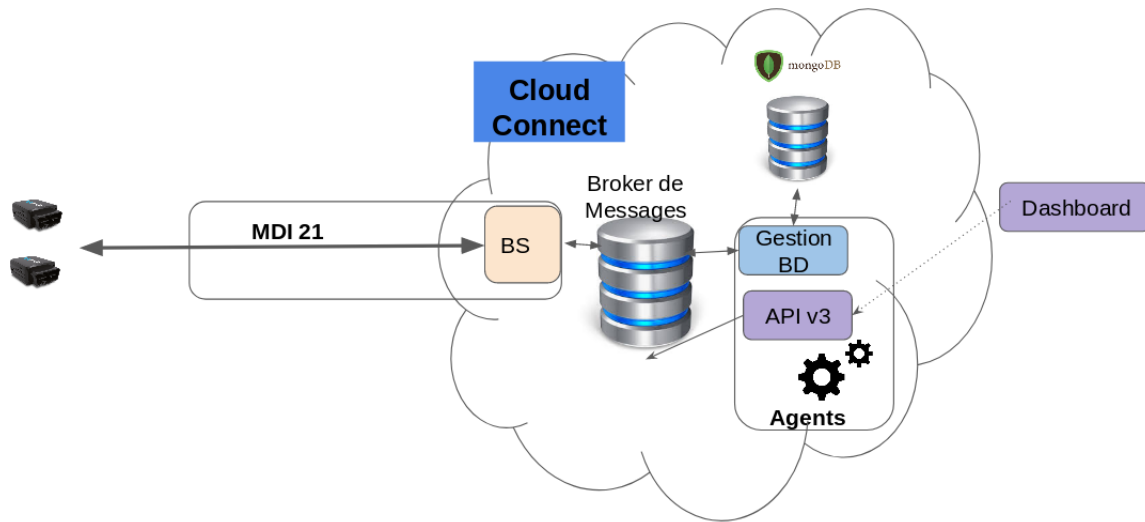 mongoDB
Cloud
Connect
Broker de
Messages
Dashboard
MDI 21
BS
Gestion
BD
API v3
Agents